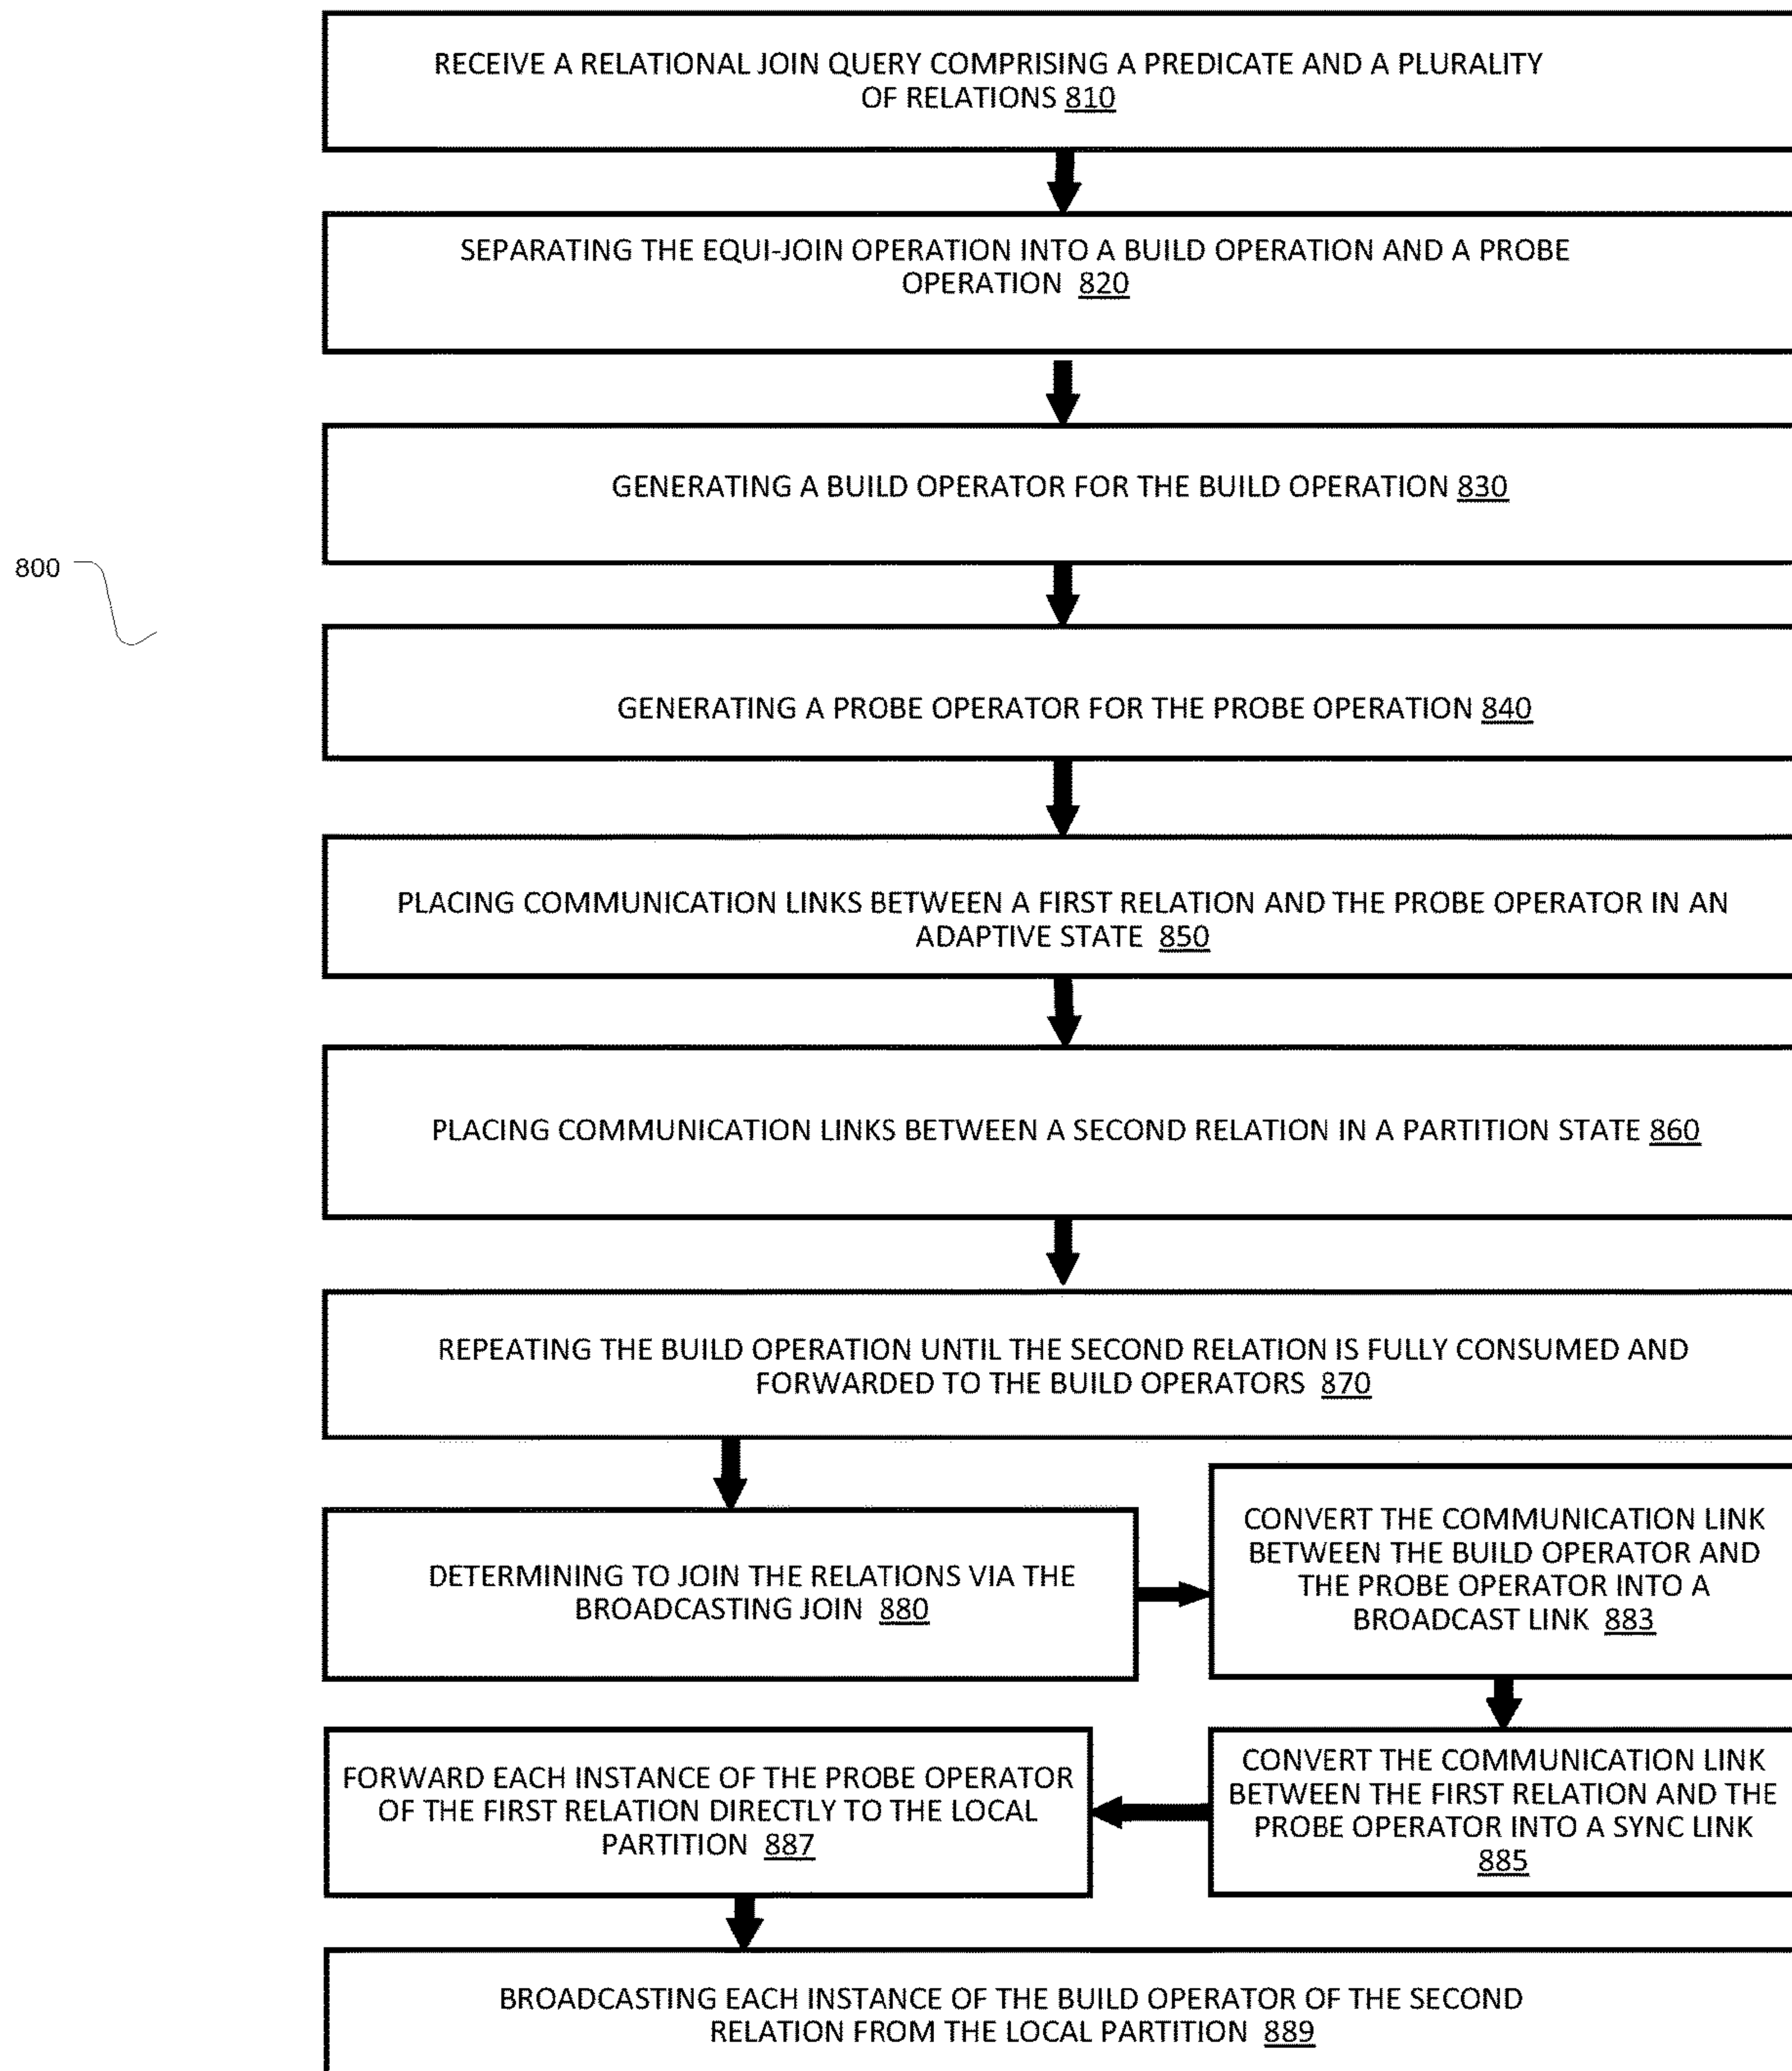 RECEIVE A RELATIONAL JOIN QUERY COMPRISING A PREDICATE AND A PLURALITY
OF RELATIONS 810
SEPARATING THE EQUI-JOIN OPERATION INTO A BUILD OPERATION AND A PROBE
OPERATION 820
GENERATING A BUILD OPERATOR FOR THE BUILD OPERATION 830
800
GENERATING A PROBE OPERATOR FOR THE PROBE OPERATION 840
PLACING COMMUNICATION LINKS BETWEEN A FIRST RELATION AND THE PROBE OPERATOR IN AN
ADAPTIVE STATE 850
PLACING COMMUNICATION LINKS BETWEEN A SECOND RELATION IN A PARTITION STATE 860
REPEATING THE BUILD OPERATION UNTIL THE SECOND RELATION IS FULLY CONSUMED AND
FORWARDED TO THE BUILD OPERATORS 870
DETERMINING TO JOIN THE RELATIONS VIA THE
BROADCASTING JOIN 880
CONVERT THE COMMUNICATION LINK
BETWEEN THE BUILD OPERATOR AND
THE PROBE OPERATOR INTO A
BROADCAST LINK 883
CONVERT THE COMMUNICATION LINK
BETWEEN THE FIRST RELATION AND THE
PROBE OPERATOR INTO A SYNC LINK
885
FORWARD EACH INSTANCE OF THE PROBE OPERATOR
OF THE FIRST RELATION DIRECTLY TO THE LOCAL
PARTITION 887
BROADCASTING EACH INSTANCE OF THE BUILD OPERATOR OF THE SECOND
RELATION FROM THE LOCAL PARTITION 889